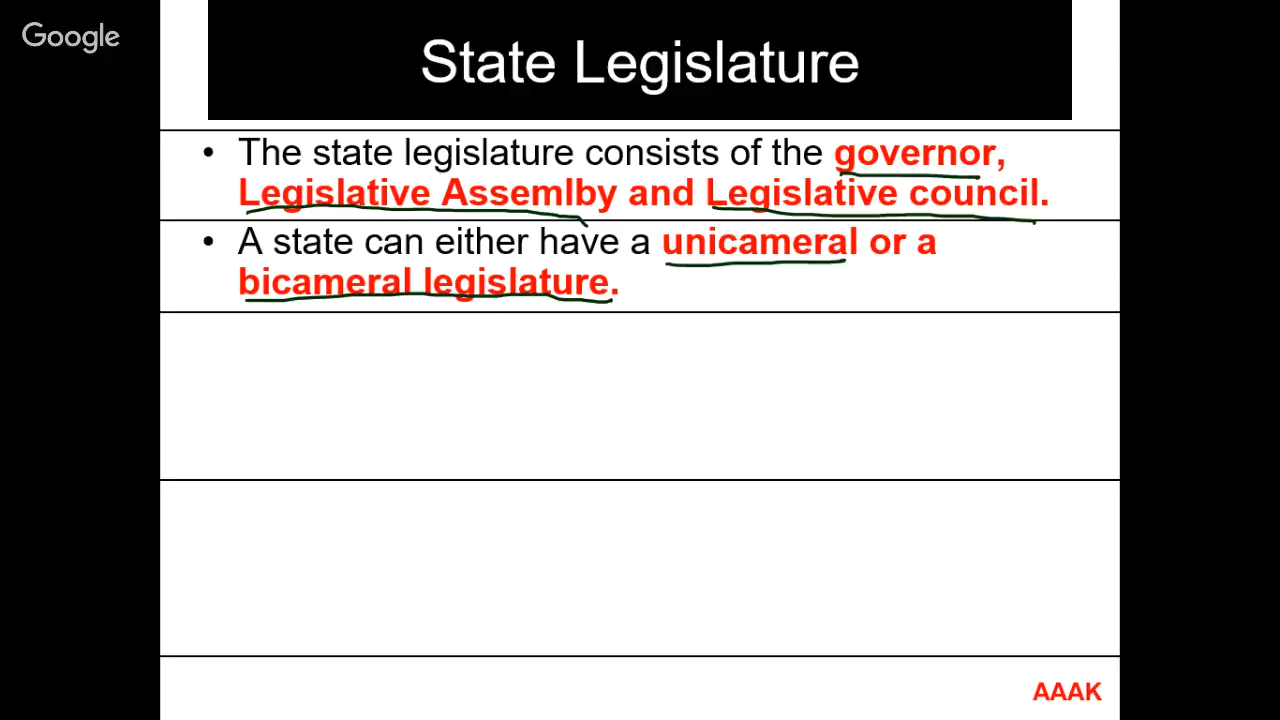 Google
State Legislature
• The state legislature consists of the governor,
Legislative Assemlby and Legislative council.
• A state can either have a unicameral or a
bicameral legislature.
AAAK